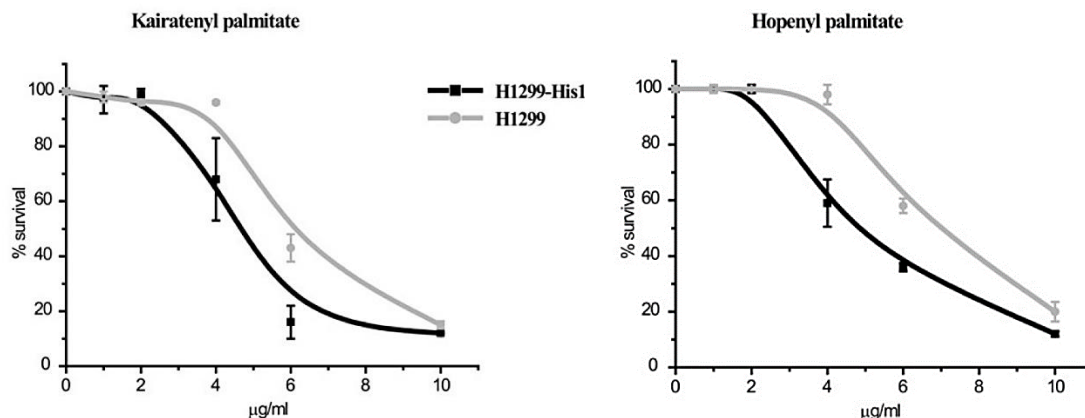 Kairatenyl palmitate
Hopenyl palmitate
H1299-His1
H1299
% survival
100
80
60
40
20
0
0 2 4 6 8 10
µg/ml
% survival
100
80
60
40
20
0
0 2 4 6 8 10
µg/ml